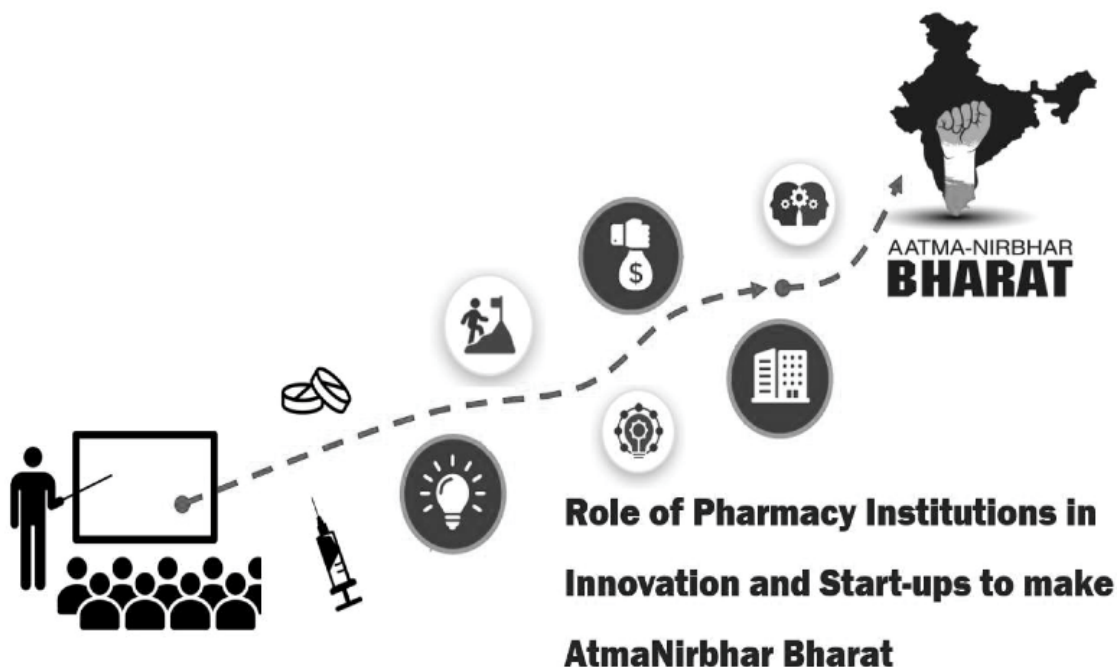 AATMA-NIRBHAR
BHARAT
$
Role of Pharmacy Institutions in
Innovation and Start-ups to make
AtmaNirbhar Bharat